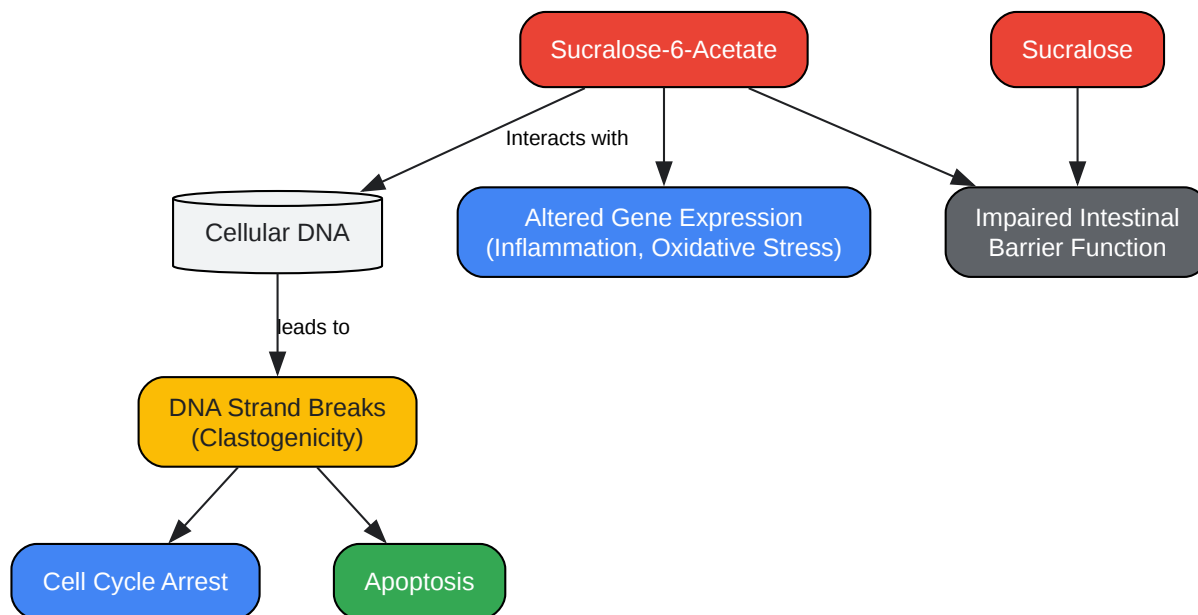 Sucralose-6-Acetate
Sucralose
Interacts with
Cellular DNA
Altered Gene Expression
(Inflammation, Oxidative Stress)
Impaired Intestinal
Barrier Function
leads to
DNA Strand Breaks
(Clastogenicity)
Cell Cycle Arrest
Apoptosis